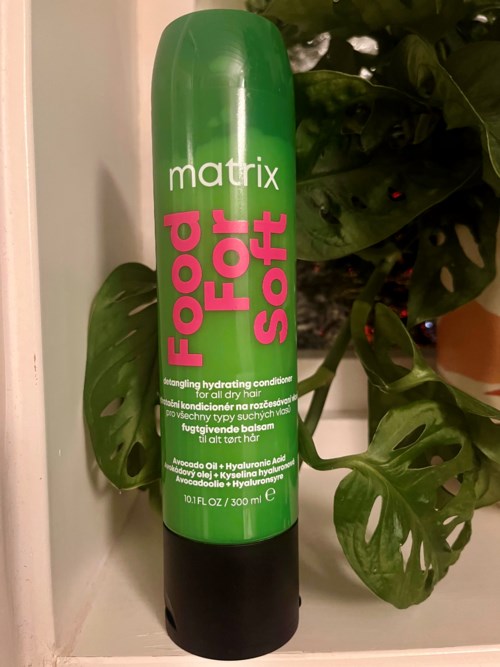 matrix
Food
For
Soft
detangling hydrating conditioner
for all dry hair
kondicionér na rozčesávání
pro všechny typy suchých vlasů
fugtgivende balsam
til alt tørt hår
Avocado Oil + Hyaluronic Acid
Avokádový olej + Kyselina hyaluronová
Avocadoolie + Hyaluronsyre
10.1 FL OZ / 300 ml ℮